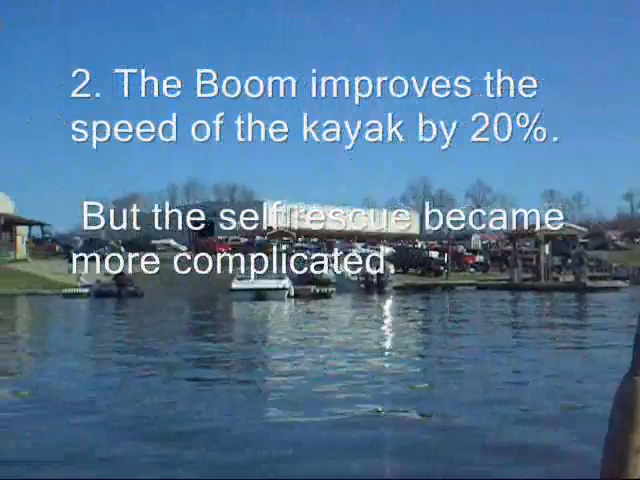 2. The Boom improves the
speed of the kayak by 20%.
But the self rescue became
more complicated.